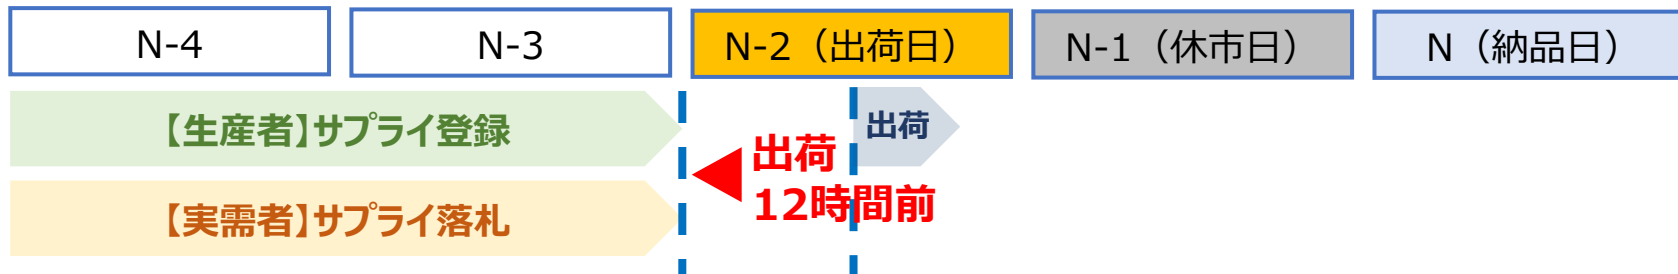 N-4
N-3
N-2（出荷日）
N-1（休市日）
N（納品日）
【生産者】サプライ登録
出荷
出荷
12時間前
【実需者】サプライ落札